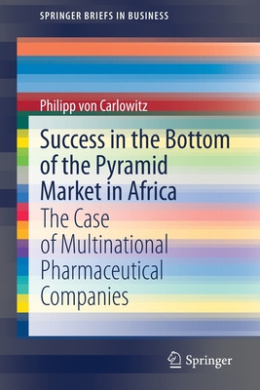 SPRINGER BRIEFS IN BUSINESS
Philipp von Carlowitz
Success in the Bottom
of the Pyramid
Market in Africa
The Case
of Multinational
Pharmaceutical
Companies
Springer